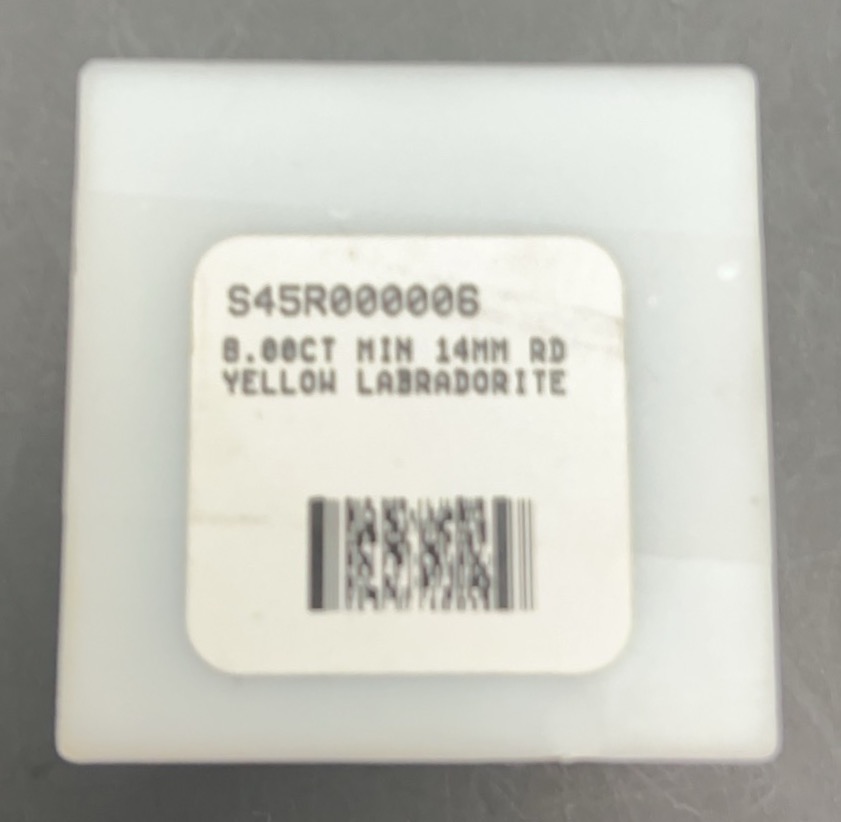 S45R000006
8.00CT MIN 14MM RD
YELLOW LABRADORITE